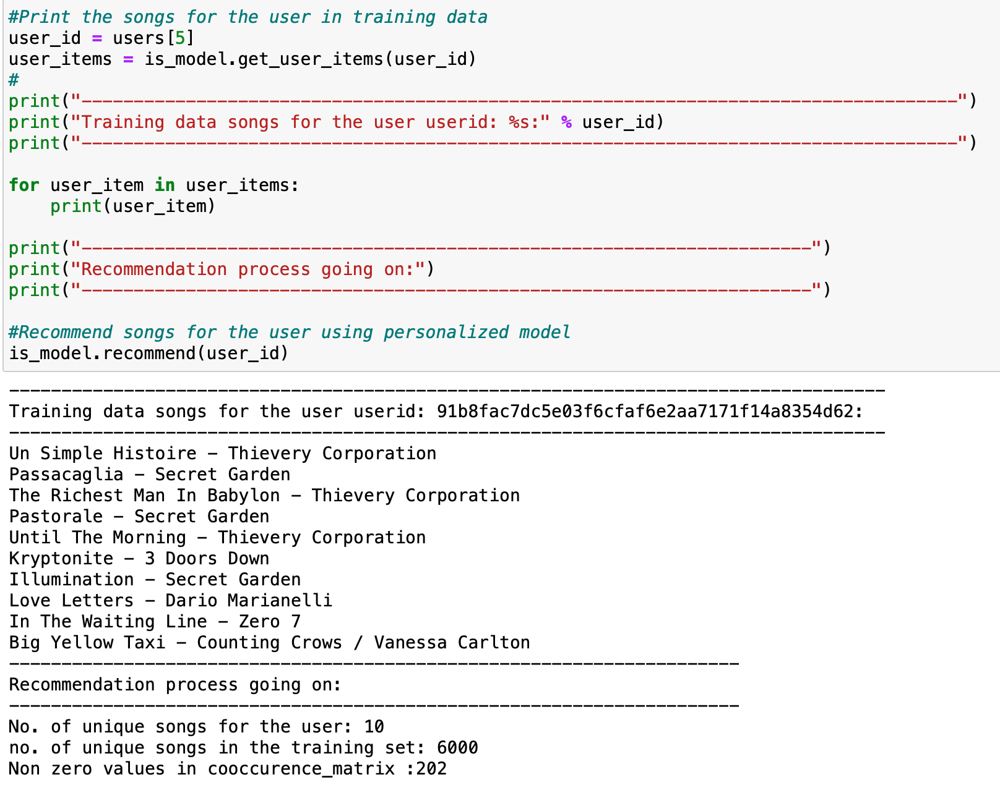 #Print the songs for the user in training data
user_id = users[5]
user_items = is_model.get_user_items(user_id)
#
print("------------------------------------------------------------------------------------")
print("Training data songs for the user userid: %s:" % user_id)
print("------------------------------------------------------------------------------------")
for user_item in user_items:
    print(user_item)
print("----------------------------------------------------------------------")
print("Recommendation process going on:")
print("----------------------------------------------------------------------")
#Recommend songs for the user using personalized model
is_model.recommend(user_id)
------------------------------------------------------------------------------------
Training data songs for the user userid: 91b8fac7dc5e03f6cfaf6e2aa7171f14a8354d62:
------------------------------------------------------------------------------------
Un Simple Histoire - Thievery Corporation
Passacaglia - Secret Garden
The Richest Man In Babylon - Thievery Corporation
Pastorale - Secret Garden
Until The Morning - Thievery Corporation
Kryptonite - 3 Doors Down
Illumination - Secret Garden
Love Letters - Dario Marianelli
In The Waiting Line - Zero 7
Big Yellow Taxi - Counting Crows / Vanessa Carlton
----------------------------------------------------------------------
Recommendation process going on:
----------------------------------------------------------------------
No. of unique songs for the user: 10
no. of unique songs in the training set: 6000
Non zero values in cooccurence_matrix :202